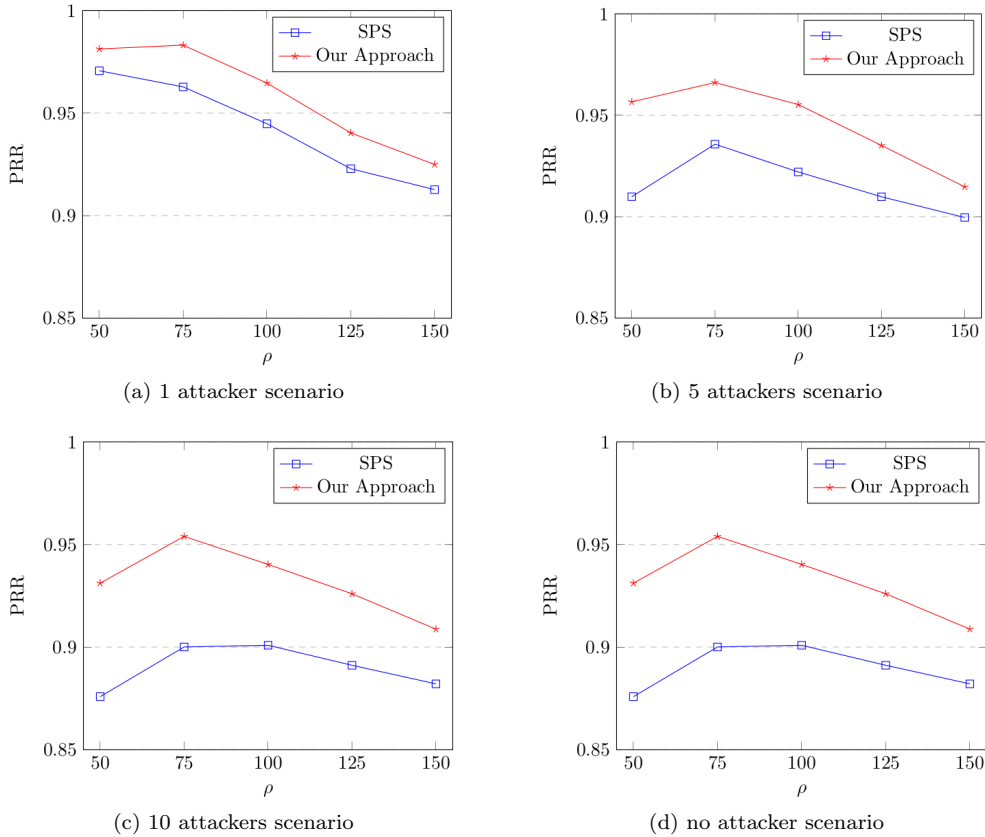 1
0.95
0.9
0.85
PRR
SPS
Our Approach
50 75 100 125 150
ρ
(a) 1 attacker scenario
1
0.95
0.9
0.85
PRR
SPS
Our Approach
50 75 100 125 150
ρ
(b) 5 attackers scenario
1
0.95
0.9
0.85
PRR
SPS
Our Approach
50 75 100 125 150
ρ
(c) 10 attackers scenario
1
0.95
0.9
0.85
PRR
SPS
Our Approach
50 75 100 125 150
ρ
(d) no attacker scenario